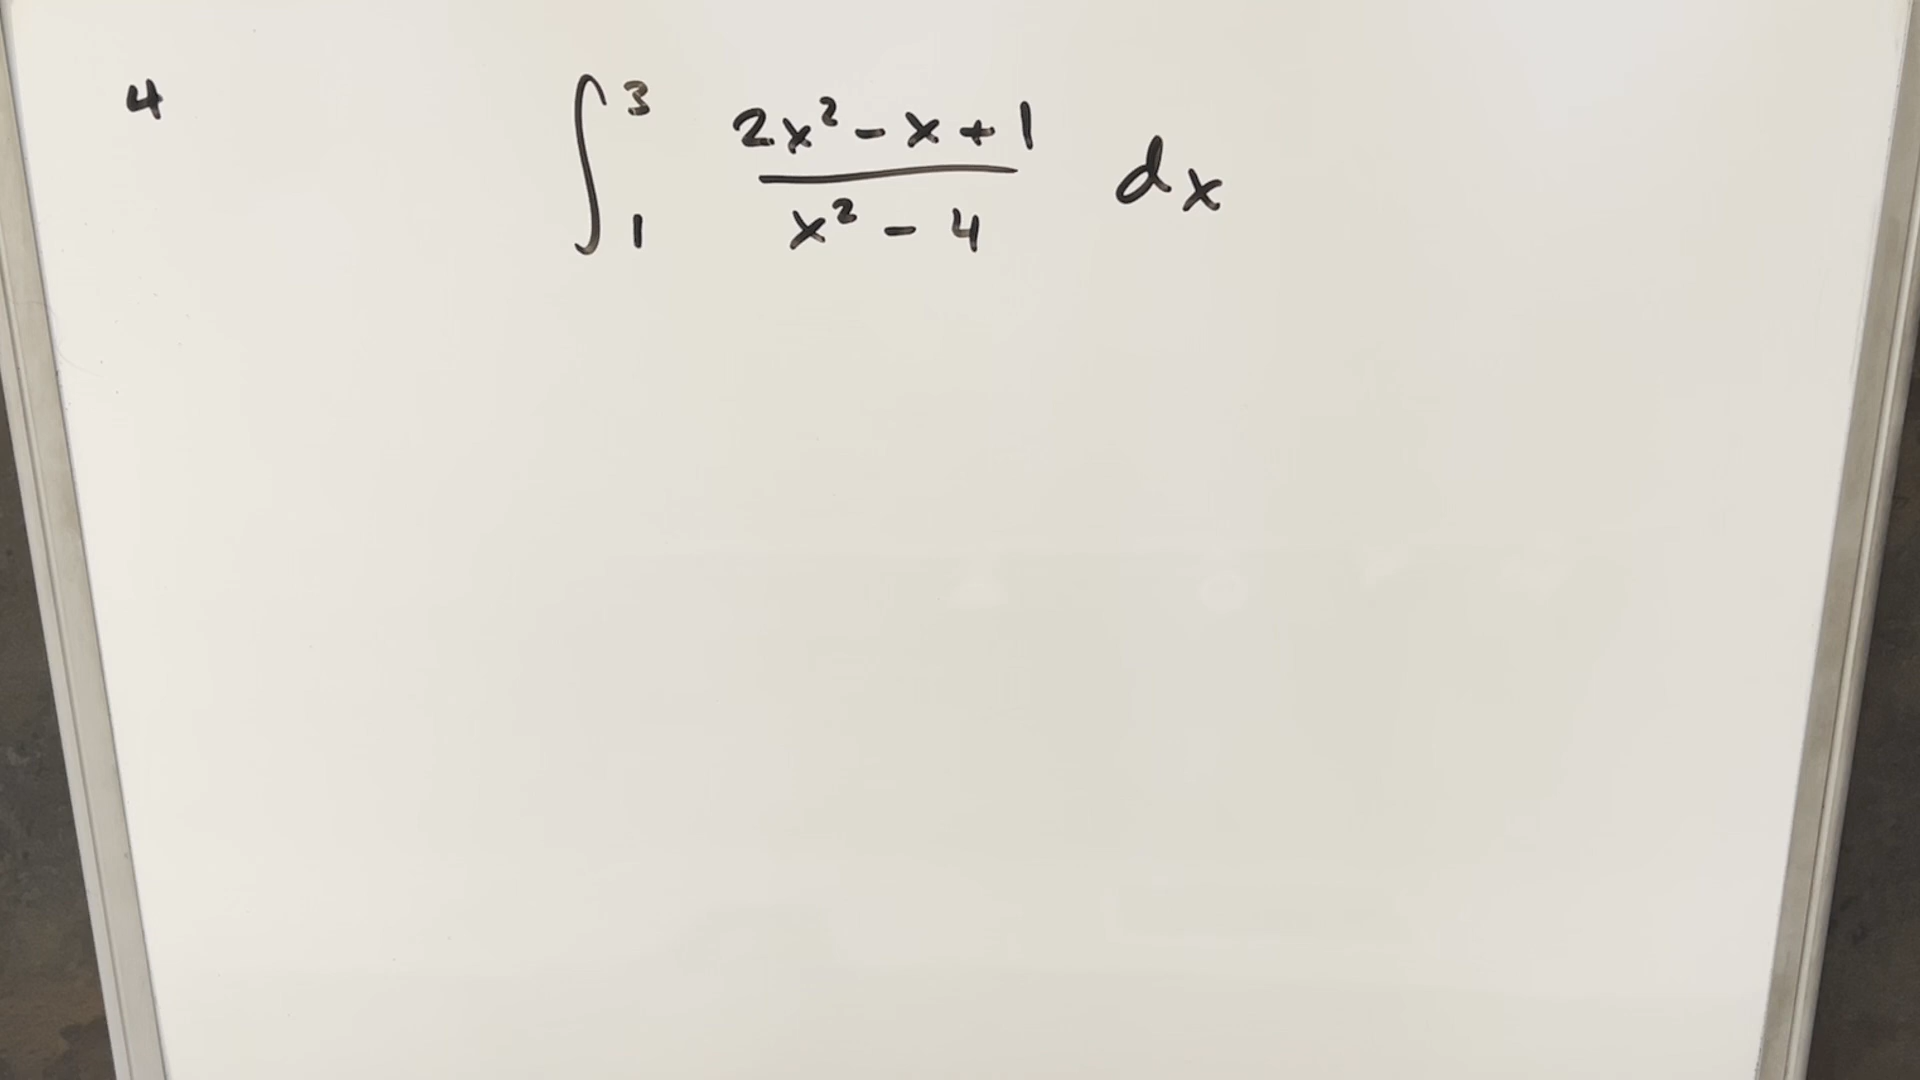 4
∫₁³ (2x² - x + 1)/(x² - 4) dx